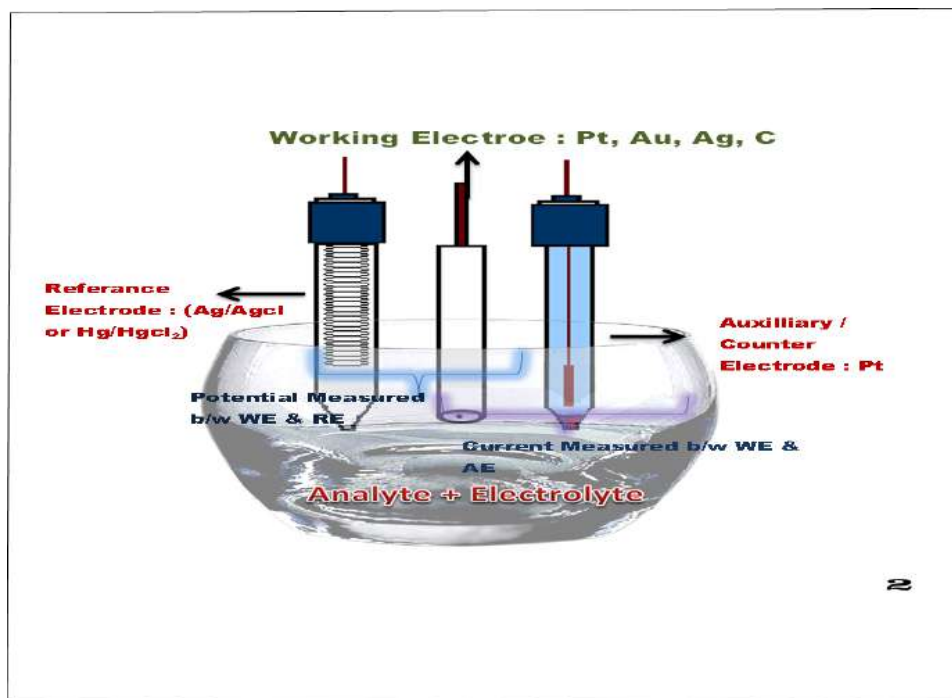 Working Electroe : Pt, Au, Ag, C
Referance
Electrode : (Ag/Agcl
or Hg/Hgcl₂)
Auxilliary /
Counter
Electrode : Pt
Potential Measured
b/w WE & RE
Current Measured b/w WE &
AE
Analyte + Electrolyte
2